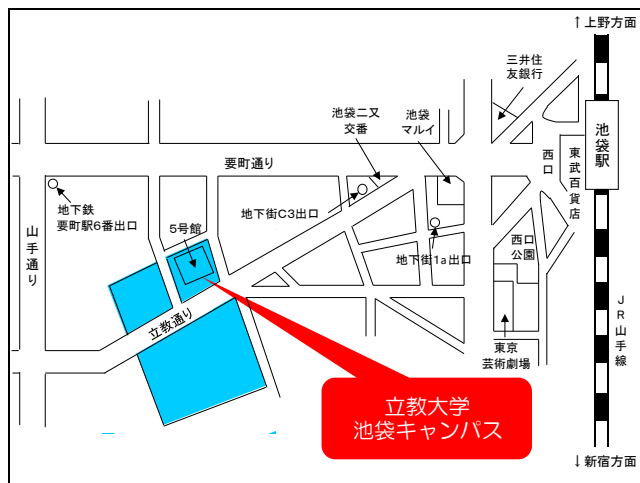 ↑上野方面
三井住
友銀行
池袋二又
交番
池袋
マルイ
池袋駅
西口
東武百貨店
要町通り
地下鉄
要町駅6番出口
地下街C3出口
5号館
山手通り
地下街1a出口
西口
公園
立教通り
東京
芸術劇場
JR山手線
立教大学
池袋キャンパス
↓新宿方面